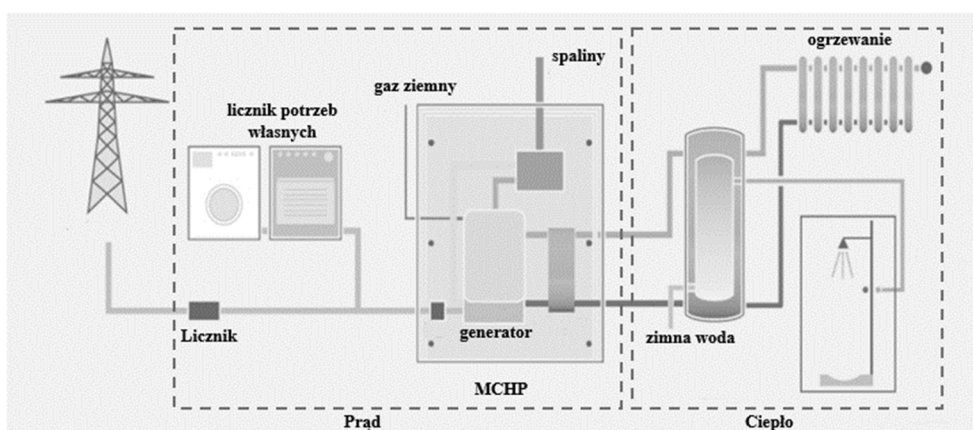 ogrzewanie
spaliny
gaz ziemny
licznik potrzeb
własnych
Licznik
generator
zimna woda
MCHP
Prąd
Ciepło